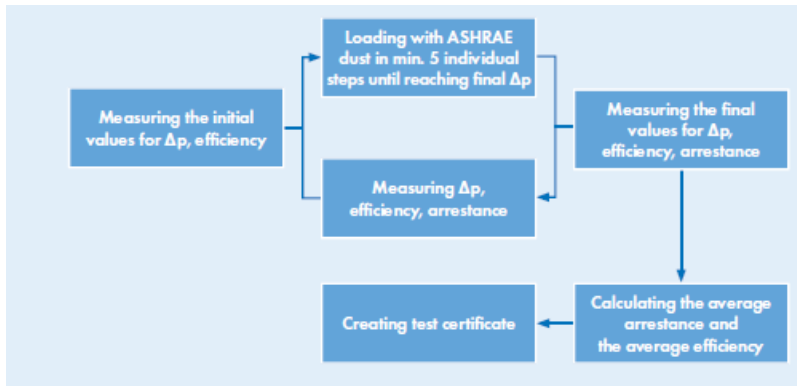 Loading with ASHRAE
dust in min. 5 individual
steps until reaching final Δp
Measuring the initial
values for Δp, efficiency
Measuring the final
values for Δp,
efficiency, arrestance
Measuring Δp,
efficiency, arrestance
Creating test certificate
Calculating the average
arrestance and
the average efficiency